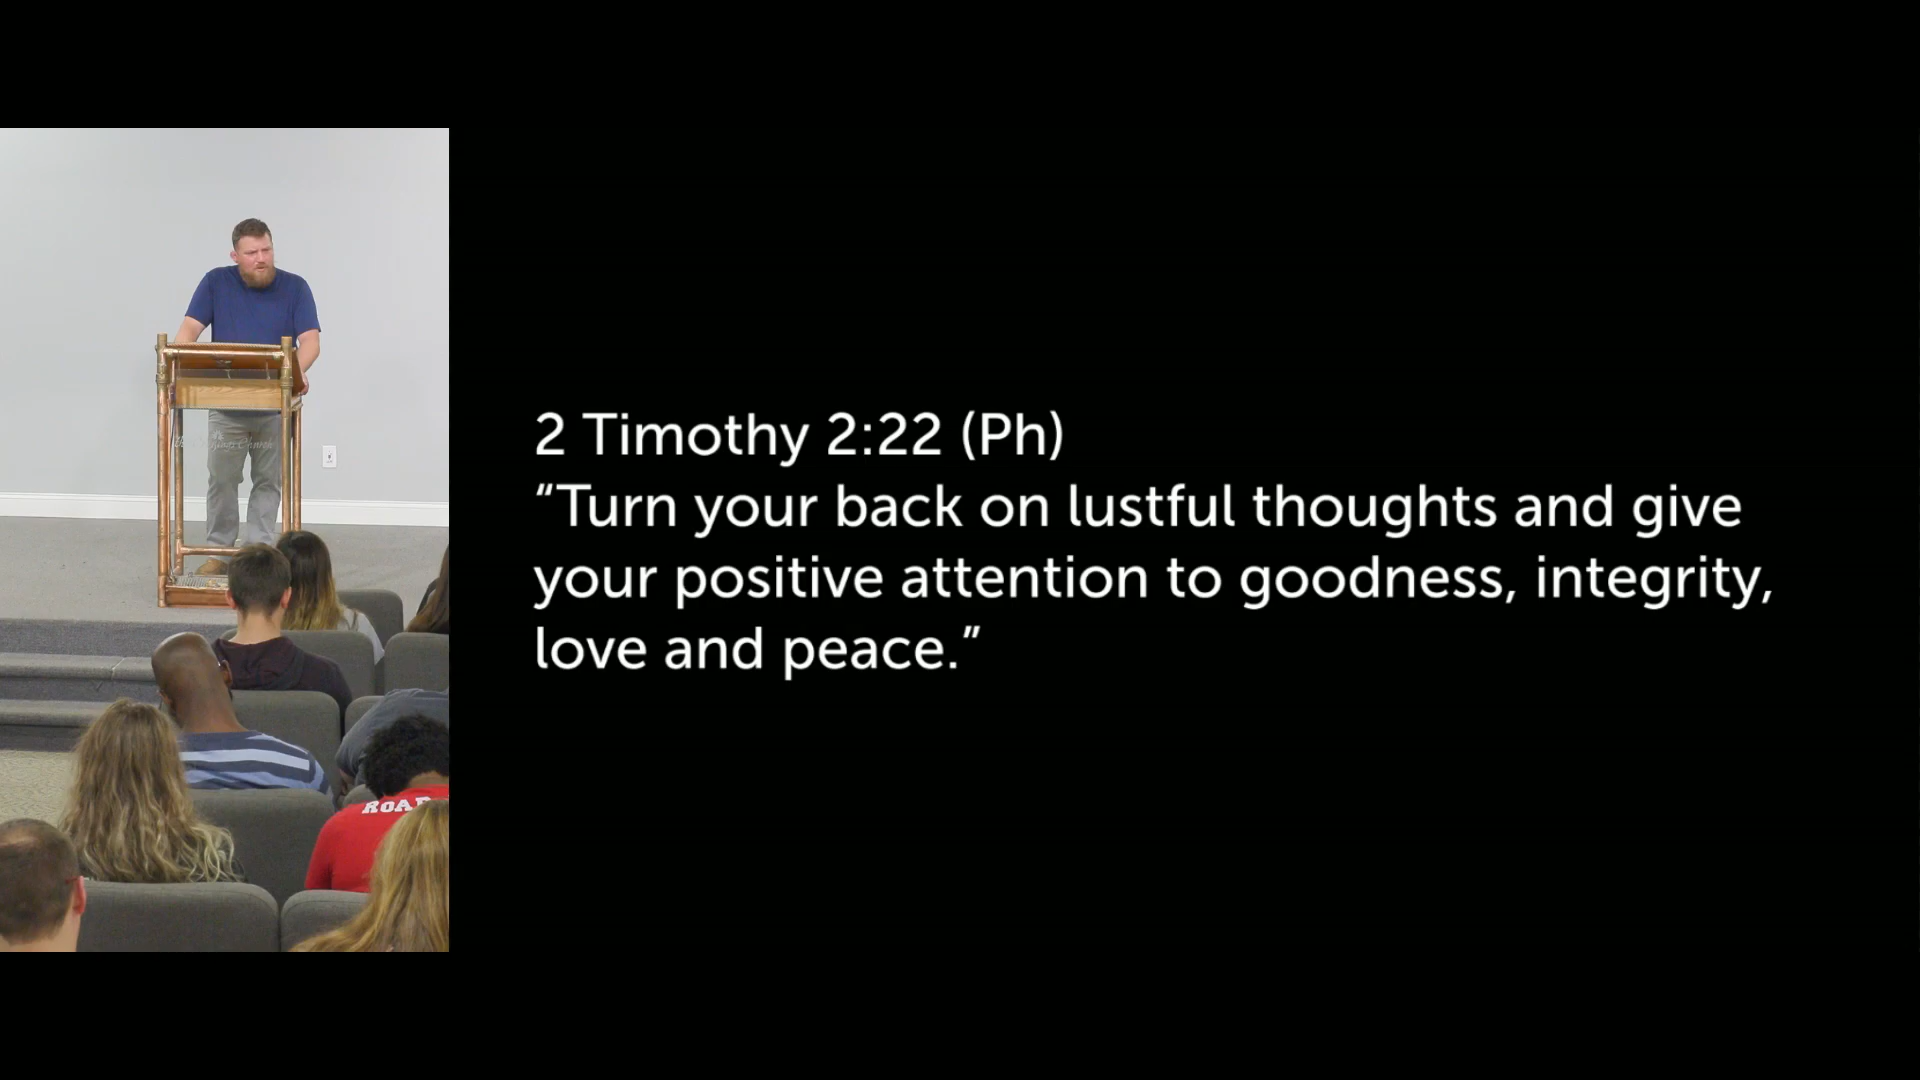 2 Timothy 2:22 (Ph)
“Turn your back on lustful thoughts and give
your positive attention to goodness, integrity,
love and peace.”
Church